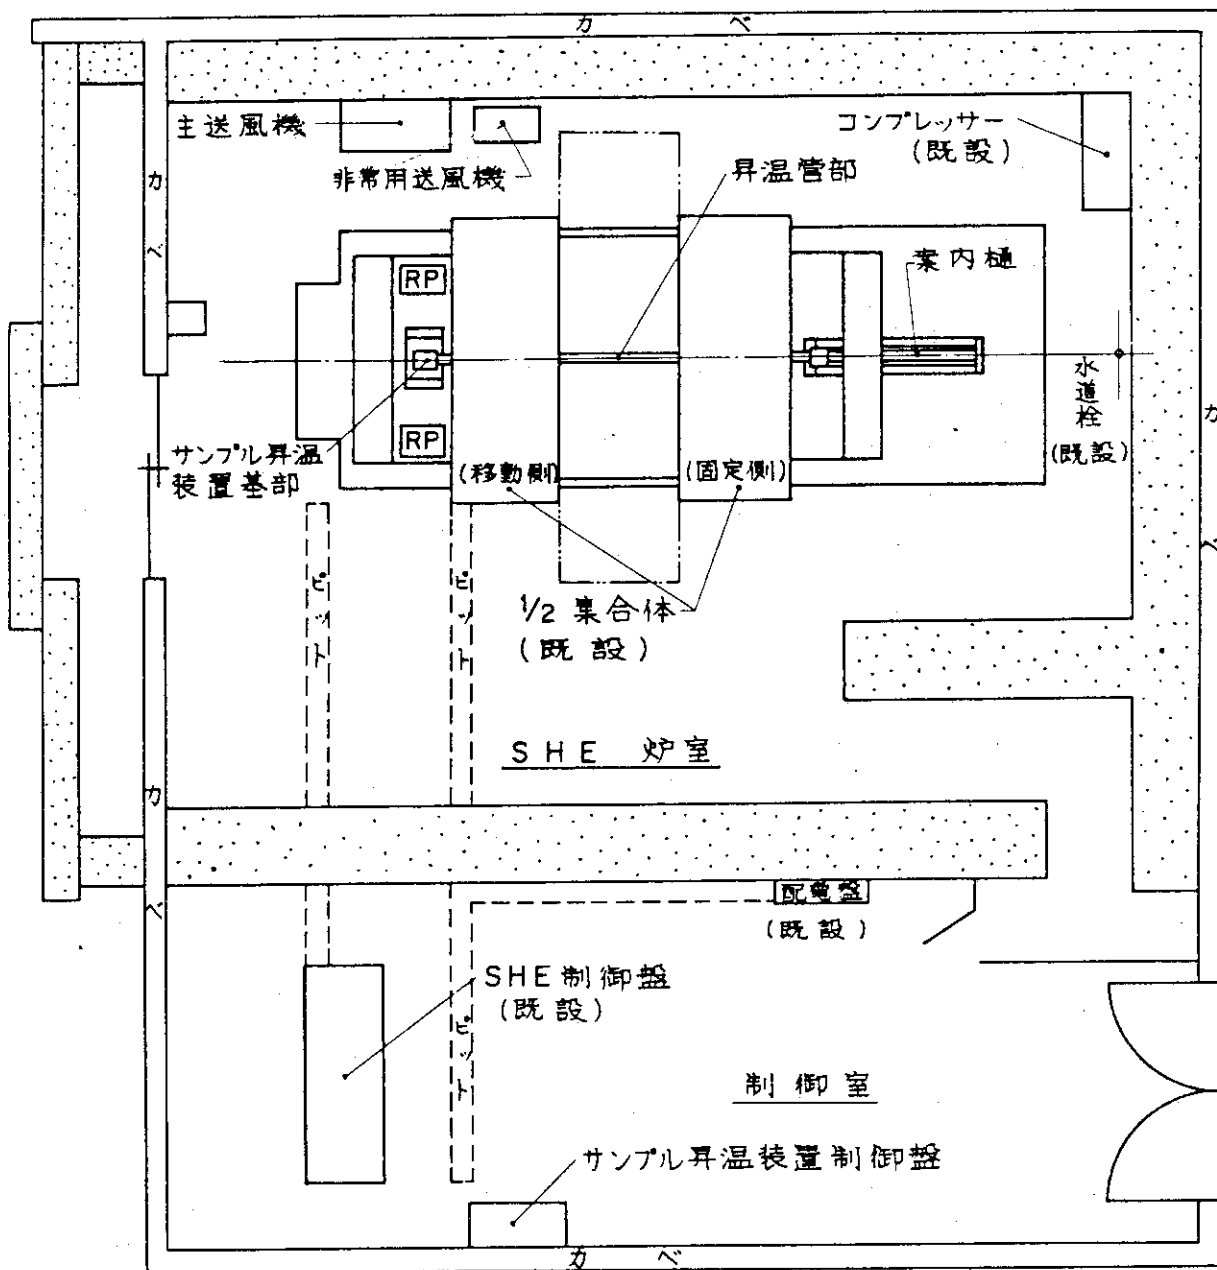 カベ
主送風機
非常用送風機
コンプレッサー
(既設)
昇温管部
案内樋
カベ
RP
RP
水道栓
(既設)
カベ
サンプル昇温
装置基部
(移動側)
(固定側)
ピット
ピット
1/2 集合体
(既設)
SHE 炉室
カベ
配電盤
(既設)
SHE制御盤
(既設)
ピット
制御室
サンプル昇温装置制御盤
カベ